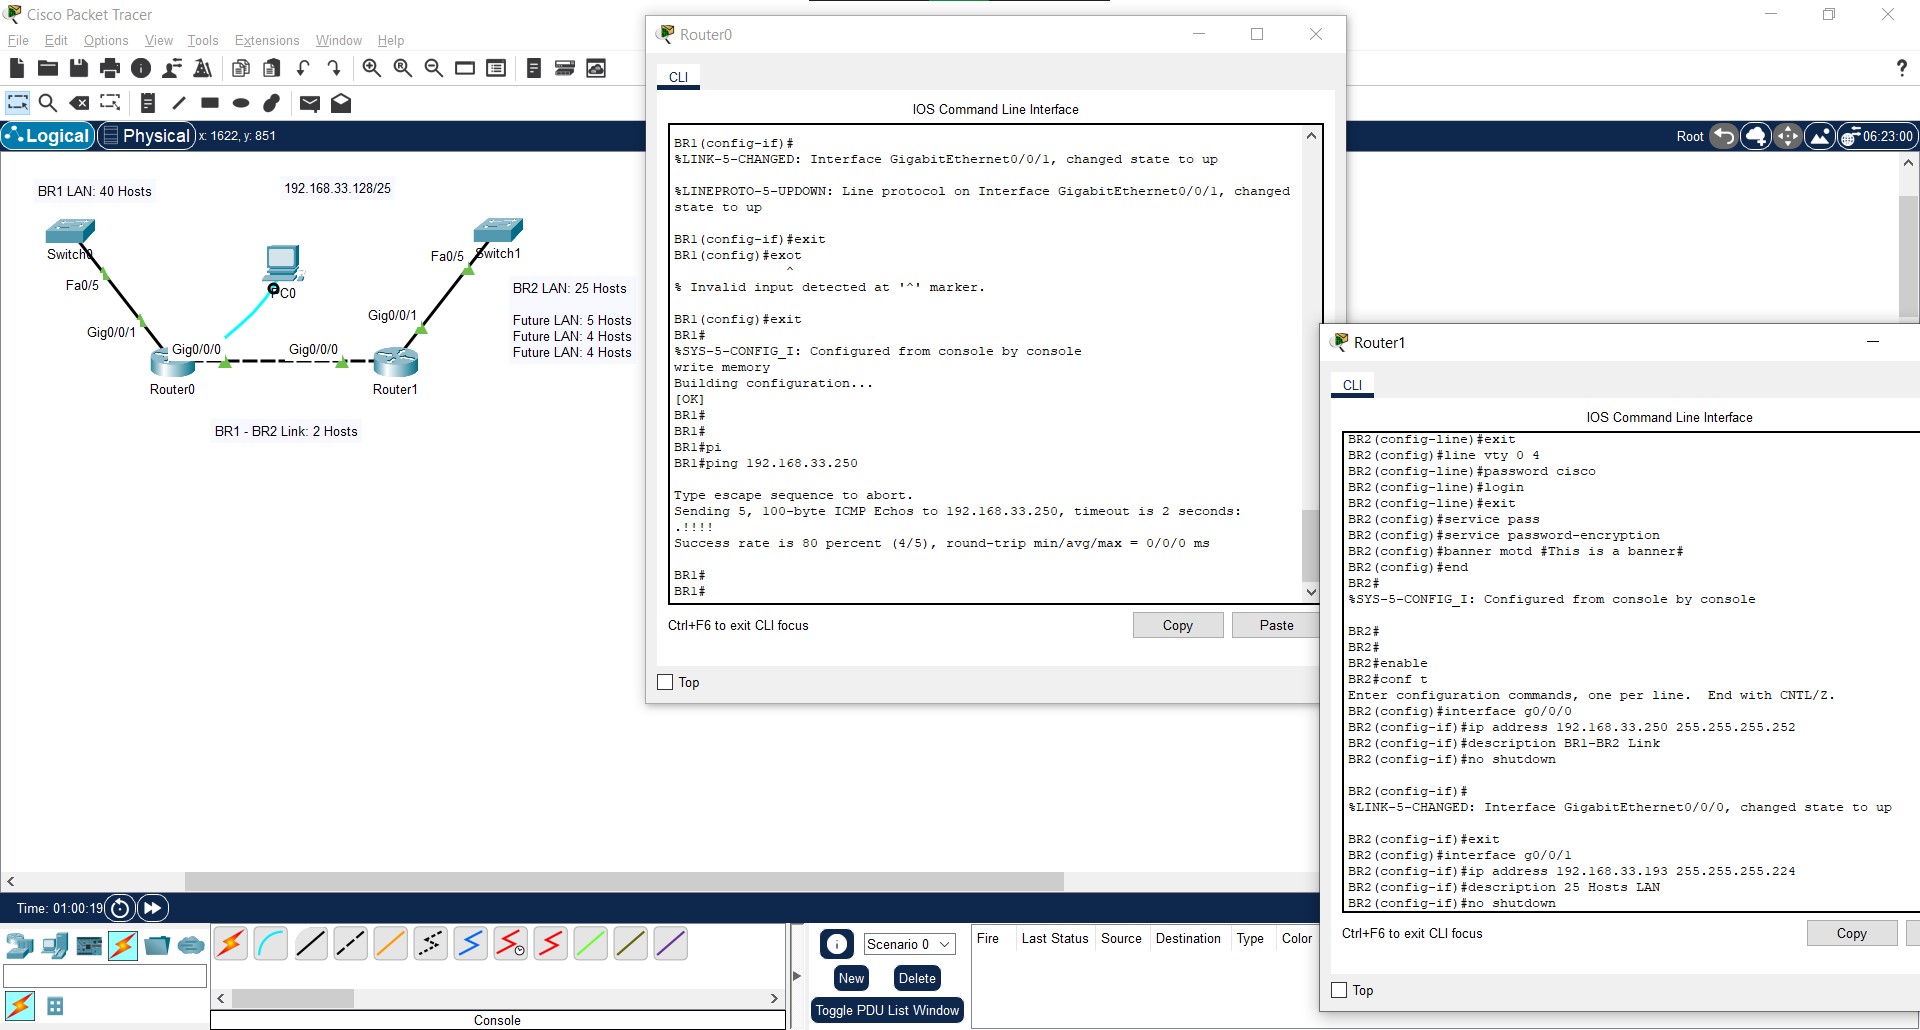 Cisco Packet Tracer
File Edit Options View Tools Extensions Window Help
?
Logical Physical x: 1622, y: 851
Root 06:23:00
BR1 LAN: 40 Hosts
192.168.33.128/25
Switch0
Fa0/5
Gig0/0/1
Gig0/0/0
Router0
PC0
Fa0/5
Switch1
Gig0/0/1
Gig0/0/0
Router1
BR2 LAN: 25 Hosts
Future LAN: 5 Hosts
Future LAN: 4 Hosts
Future LAN: 4 Hosts
BR1 - BR2 Link: 2 Hosts
Router0
CLI
IOS Command Line Interface
BR1(config-if)#
%LINK-5-CHANGED: Interface GigabitEthernet0/0/1, changed state to up
%LINEPROTO-5-UPDOWN: Line protocol on Interface GigabitEthernet0/0/1, changed
state to up
BR1(config-if)#exit
BR1(config)#exot
^
% Invalid input detected at '^' marker.
BR1(config)#exit
BR1#
%SYS-5-CONFIG_I: Configured from console by console
write memory
Building configuration...
[OK]
BR1#
BR1#
BR1#pi
BR1#ping 192.168.33.250
Type escape sequence to abort.
Sending 5, 100-byte ICMP Echos to 192.168.33.250, timeout is 2 seconds:
.!!!!
Success rate is 80 percent (4/5), round-trip min/avg/max = 0/0/0 ms
BR1#
BR1#
Ctrl+F6 to exit CLI focus
Copy
Paste
Top
Router1
CLI
IOS Command Line Interface
BR2(config-line)#exit
BR2(config)#line vty 0 4
BR2(config-line)#password cisco
BR2(config-line)#login
BR2(config-line)#exit
BR2(config)#service pass
BR2(config)#service password-encryption
BR2(config)#banner motd #This is a banner#
BR2(config)#end
BR2#
%SYS-5-CONFIG_I: Configured from console by console
BR2#
BR2#
BR2#enable
BR2#conf t
Enter configuration commands, one per line.  End with CNTL/Z.
BR2(config)#interface g0/0/0
BR2(config-if)#ip address 192.168.33.250 255.255.255.252
BR2(config-if)#description BR1-BR2 Link
BR2(config-if)#no shutdown
BR2(config-if)#
%LINK-5-CHANGED: Interface GigabitEthernet0/0/0, changed state to up
BR2(config-if)#exit
BR2(config)#interface g0/0/1
BR2(config-if)#ip address 192.168.33.193 255.255.255.224
BR2(config-if)#description 25 Hosts LAN
BR2(config-if)#no shutdown
Ctrl+F6 to exit CLI focus
Copy
Top
Time: 01:00:19
Console
Scenario 0
New
Delete
Toggle PDU List Window
Fire Last Status Source Destination Type Color